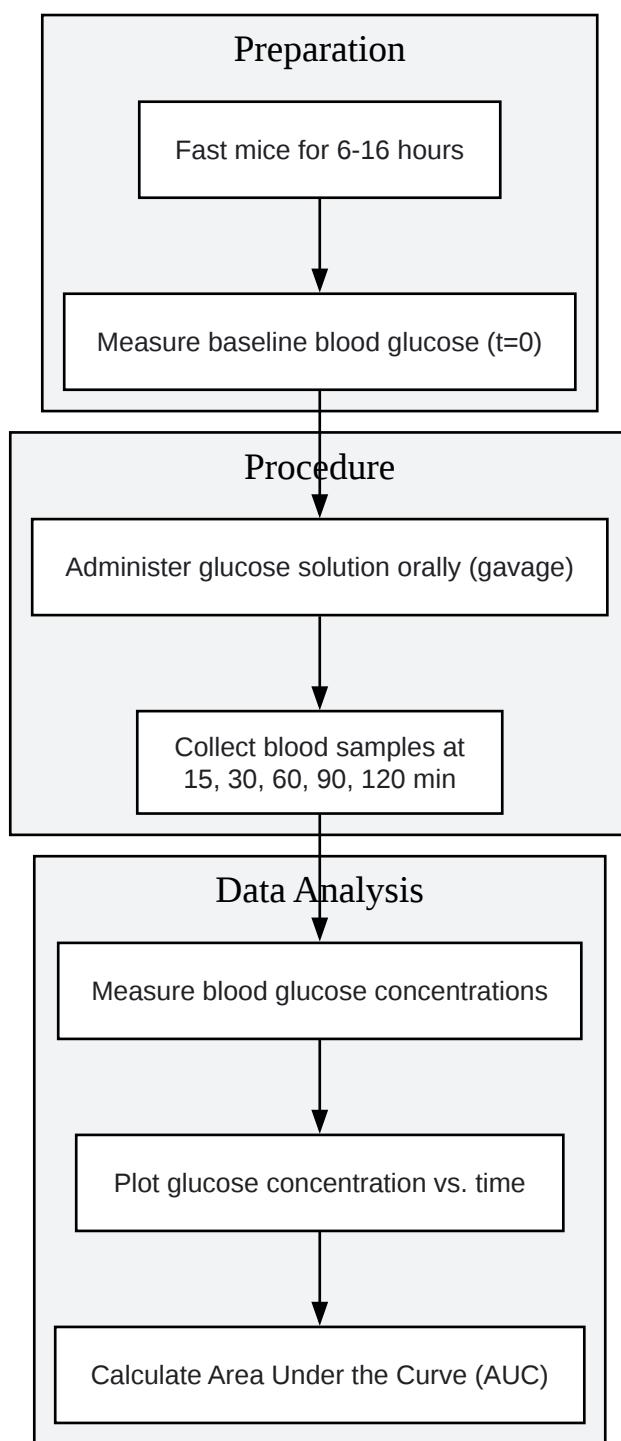 Preparation
Fast mice for 6-16 hours
Measure baseline blood glucose (t=0)
Procedure
Administer glucose solution orally (gavage)
Collect blood samples at
15, 30, 60, 90, 120 min
Data Analysis
Measure blood glucose concentrations
Plot glucose concentration vs. time
Calculate Area Under the Curve (AUC)